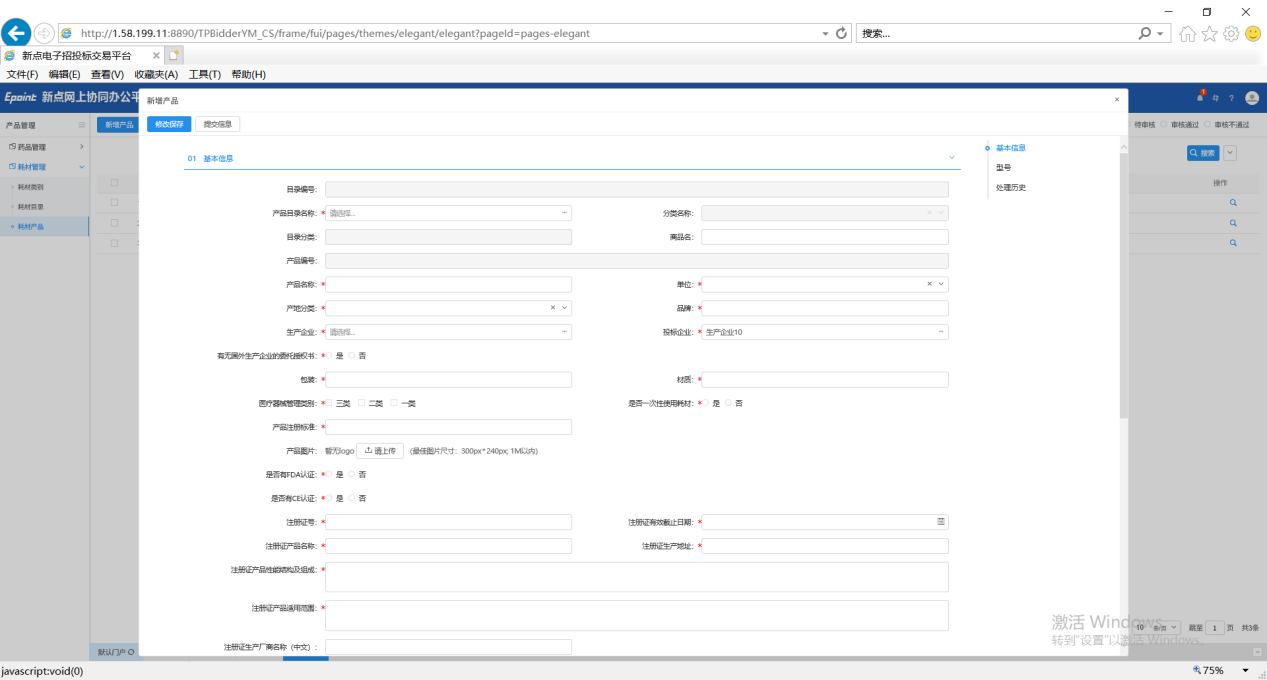 http://1.58.199.11:8890/TPBidderYM_CS/frame/fui/pages/themes/elegant/elegant?pageId=pages-elegant
搜索...
新点电子招投标交易平台
文件(F) 编辑(E) 查看(V) 收藏夹(A) 工具(T) 帮助(H)
Epoint 新点网上协同办公平
1
?
新增产品
×
产品管理
新增产品
修改保存
提交信息
待审核 审核通过 审核不通过
药品管理
耗材管理
耗材类别
耗材目录
耗材产品
01 基本信息
基本信息
型号
处理历史
搜索
操作
目录编号:
产品目录名称: * 请选择...
分类名称:
目录分类:
商品名:
产品编号:
产品名称: *
单位: *
产地分类: *
品牌: *
生产企业: * 请选择...
投标企业: * 生产企业10
有无国外生产企业的委托授权书: * 是 否
包装: *
材质: *
医疗器械管理类别: * 三类 二类 一类
是否一次性使用耗材: * 是 否
产品注册标准: *
产品图片: 暂无logo 请上传 (最佳图片尺寸：300px*240px; 1M以内)
是否有FDA认证: * 是 否
是否有CE认证: * 是 否
注册证号: *
注册证有效截止日期: *
注册证产品名称: *
注册证生产地址: *
注册证产品性能结构及组成: *
注册证产品适用范围: *
注册证生产厂商名称（中文）:
激活 Windows
转到"设置"以激活 Windows。
10 条/页 跳至 1 页 共3条
默认门户
javascript:void(0)
75%